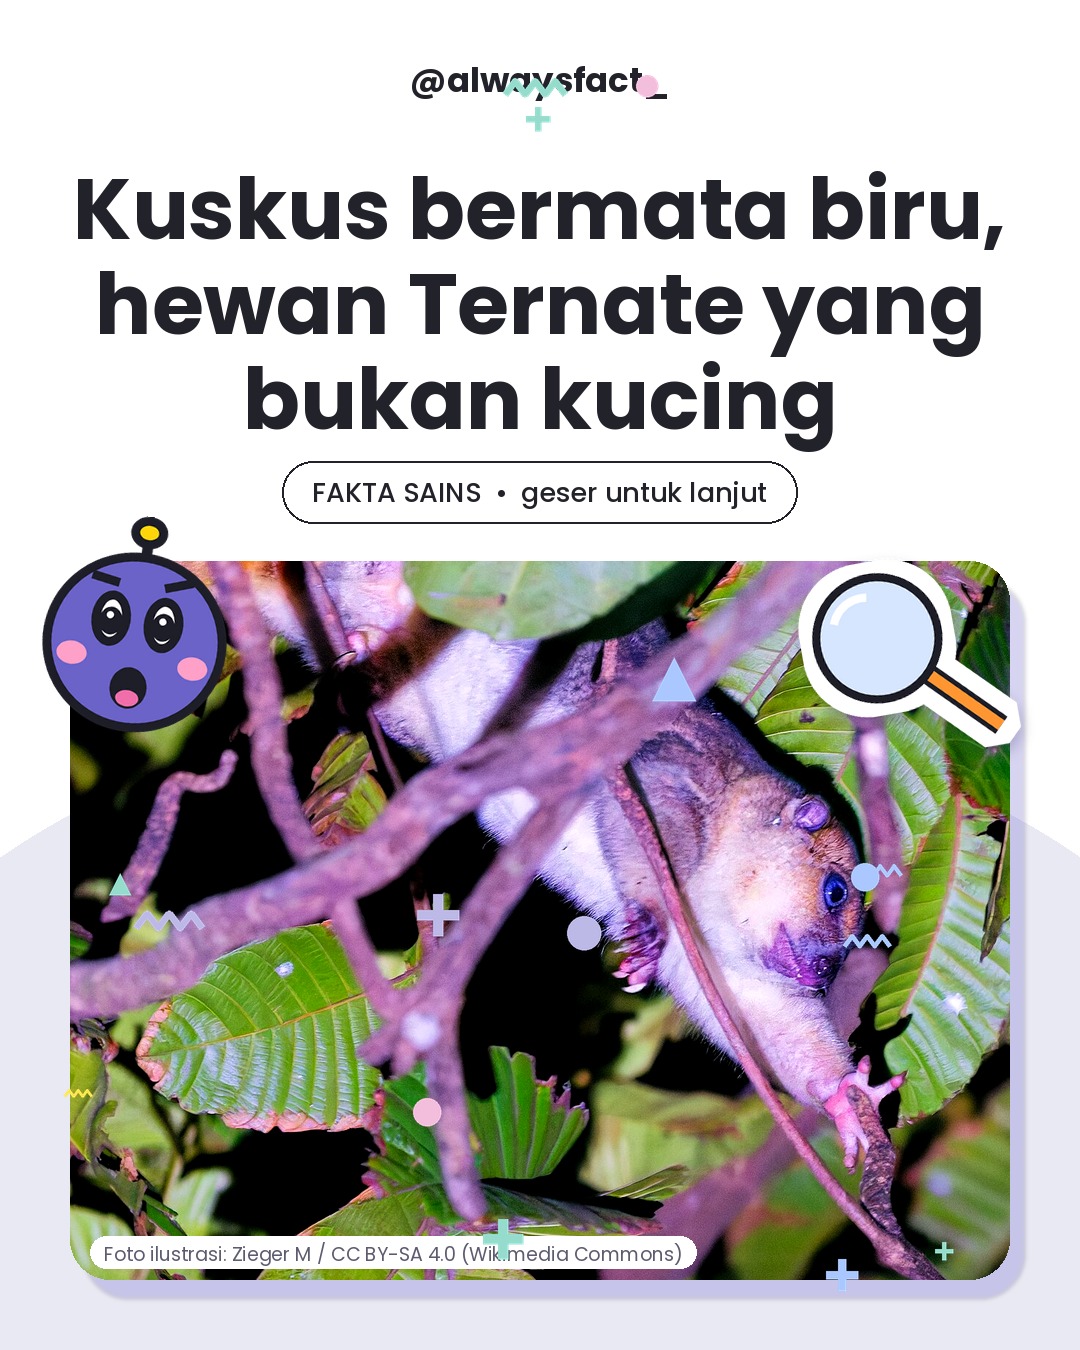 @alwaysfact_
Kuskus bermata biru,
hewan Ternate yang
bukan kucing
FAKTA SAINS • geser untuk lanjut
Foto ilustrasi: Zieger M / CC BY-SA 4.0 (Wikimedia Commons)